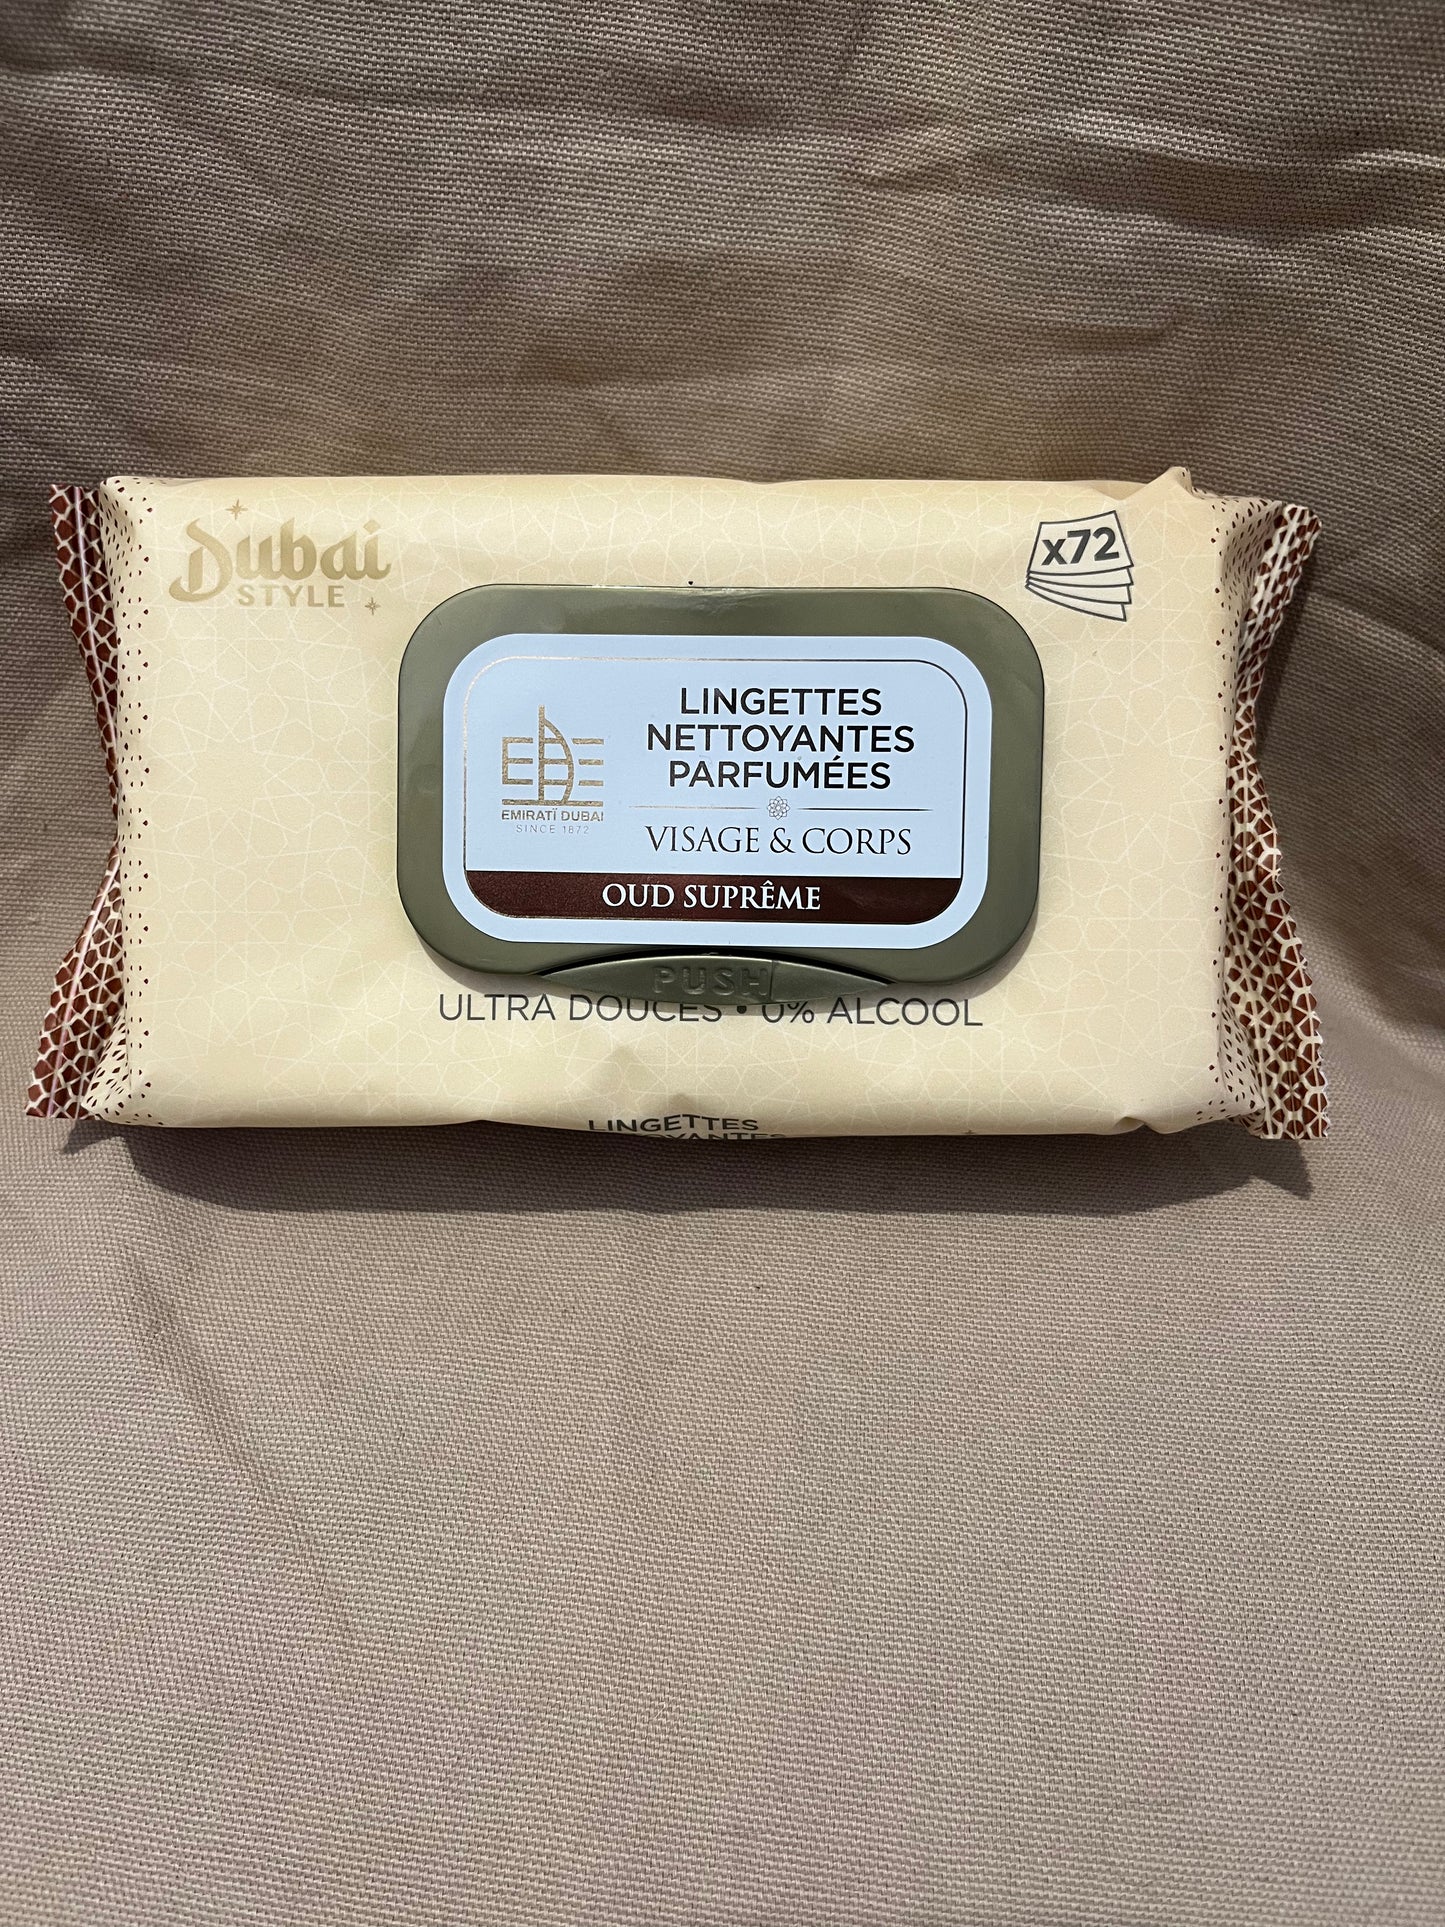 Dubai
STYLE
x72
LINGETTES
NETTOYANTES
PARFUMÉES
VISAGE & CORPS
EMIRATÏ DUBAI
SINCE 1872
OUD SUPRÊME
PUSH
ULTRA DOUCES • 0% ALCOOL
LINGETTES
NETTOYANTES